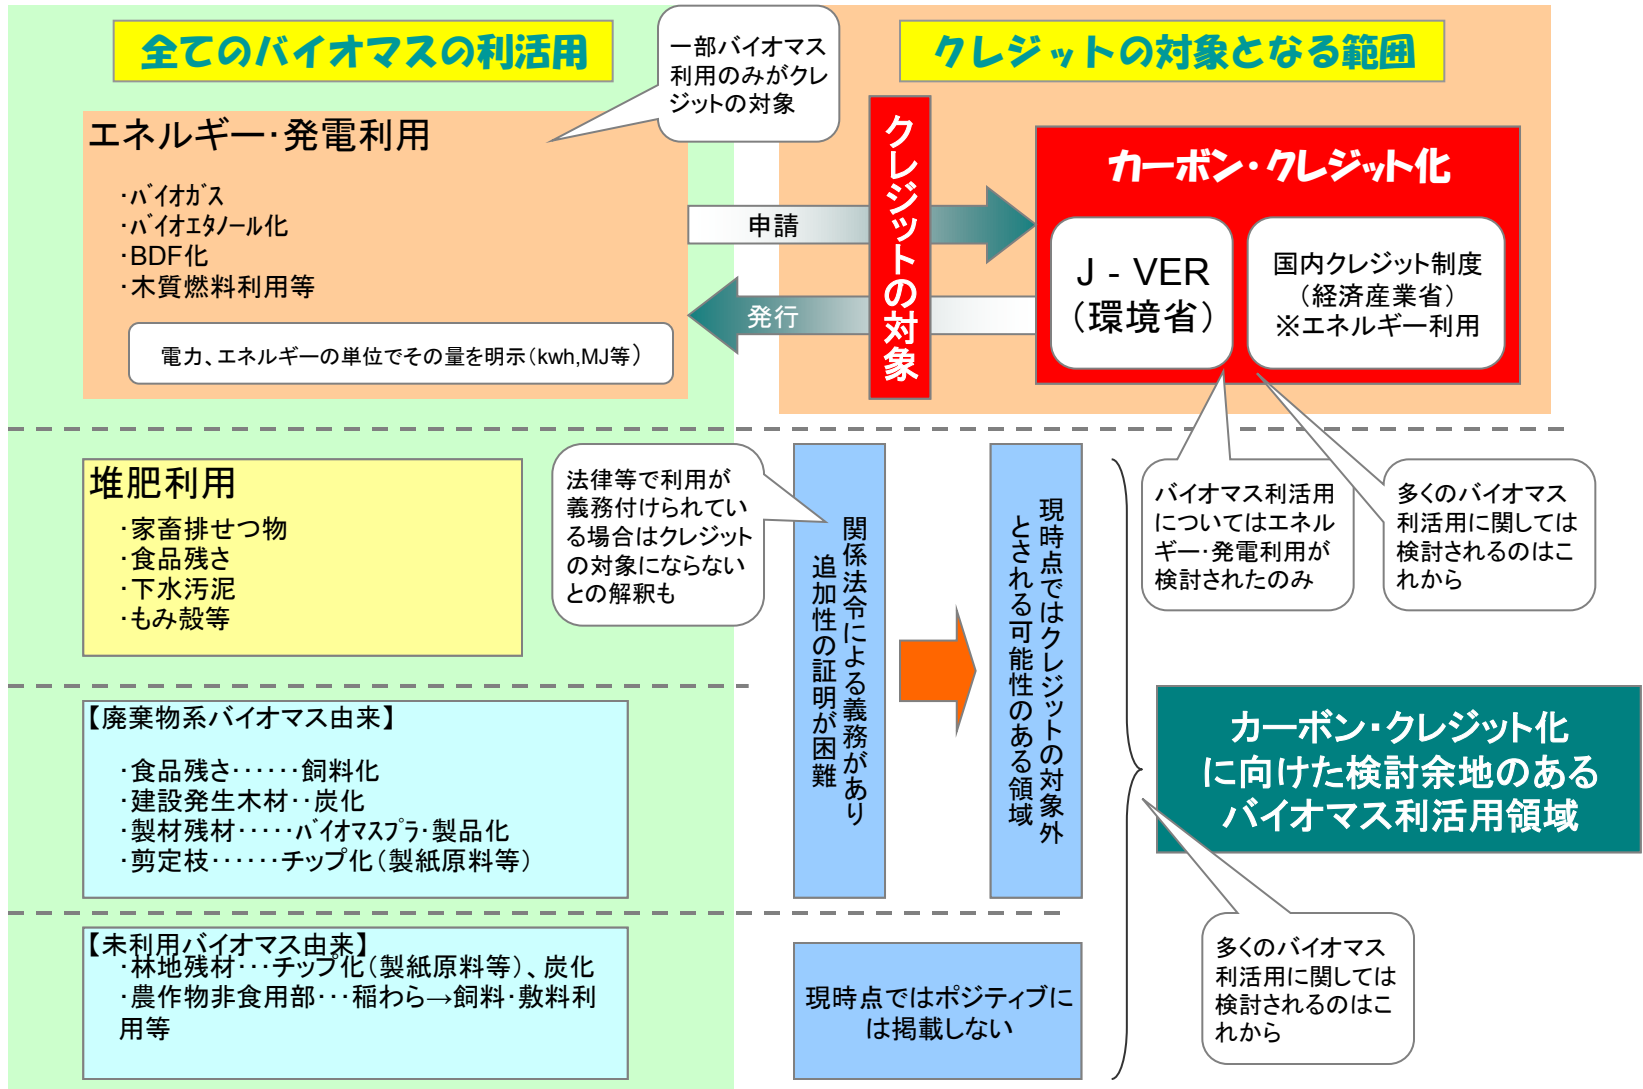 全てのバイオマスの利活用
一部バイオマス
利用のみがクレ
ジットの対象
クレジットの対象となる範囲
エネルギー・発電利用
・バイオガス
・バイオエタノール化
・BDF化
・木質燃料利用等
電力、エネルギーの単位でその量を明示（kwh,MJ等）
申請
発行
クレジットの対象
カーボン・クレジット化
J - VER
（環境省）
国内クレジット制度
（経済産業省）
※エネルギー利用
堆肥利用
・家畜排せつ物
・食品残さ
・下水汚泥
・もみ殻等
法律等で利用が
義務付けられてい
る場合はクレジット
の対象にならない
との解釈も
関係法令による義務があり
追加性の証明が困難
現時点ではクレジットの対象外
とされる可能性のある領域
バイオマス利活用
についてはエネル
ギー・発電利用が
検討されたのみ
多くのバイオマス
利活用に関しては
検討されるのはこ
れから
【廃棄物系バイオマス由来】
・食品残さ・・・・・・飼料化
・建設発生木材・・炭化
・製材残材・・・・・バイオマスプラ・製品化
・剪定枝・・・・・・チップ化（製紙原料等）
カーボン・クレジット化
に向けた検討余地のある
バイオマス利活用領域
【未利用バイオマス由来】
・林地残材・・・チップ化（製紙原料等）、炭化
・農作物非食用部・・・稲わら→飼料・敷料利
用等
現時点ではポジティブに
は掲載しない
多くのバイオマス
利活用に関しては
検討されるのはこ
れから